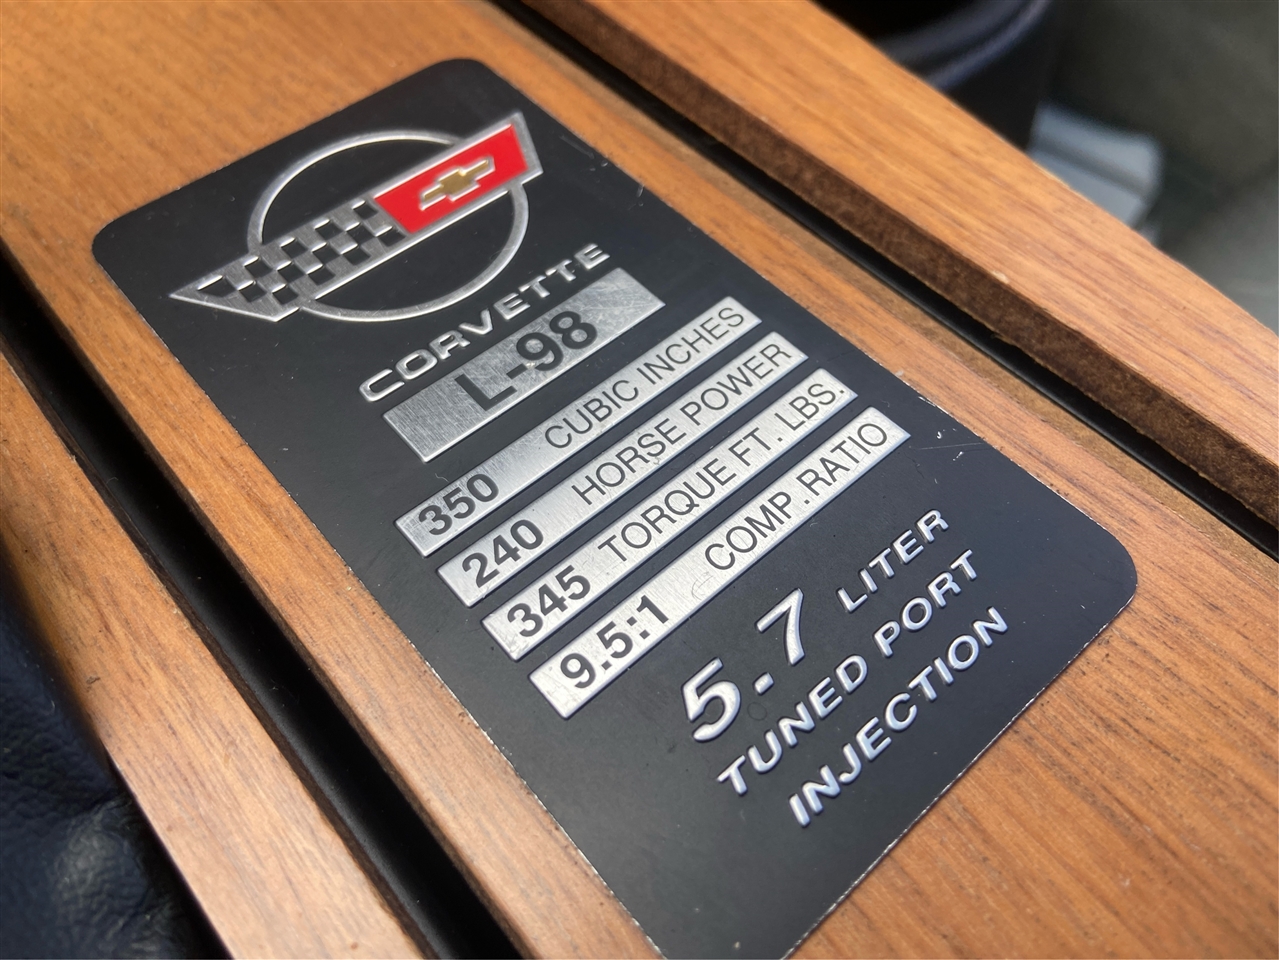 CORVETTE
L-98
350 CUBIC INCHES
240 HORSE POWER
345 TORQUE FT. LBS.
9.5:1 COMP. RATIO
5.7 LITER
TUNED PORT
INJECTION